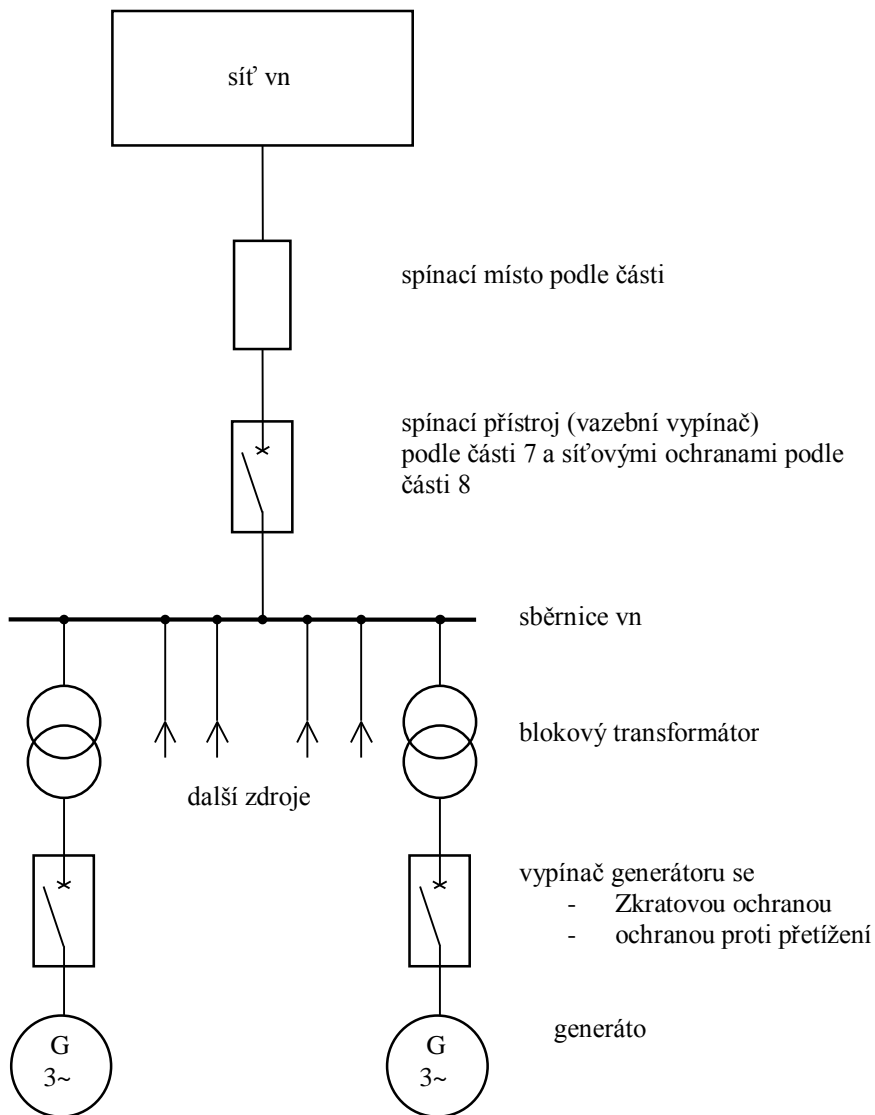 síť vn
spínací místo podle části
spínací přístroj (vazební vypínač)
podle části 7 a síťovými ochranami podle
části 8
sběrnice vn
blokový transformátor
další zdroje
vypínač generátoru se
- Zkratovou ochranou
- ochranou proti přetížení
generáto
G
3~
G
3~